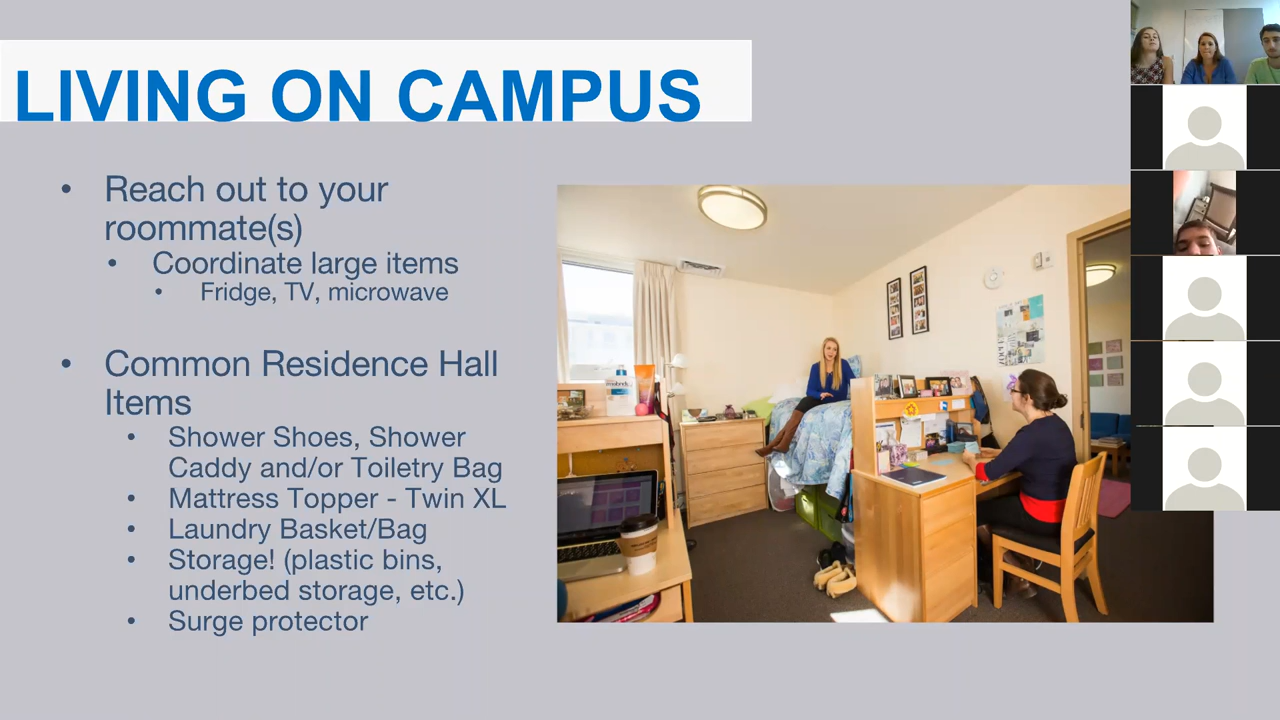 LIVING ON CAMPUS
• Reach out to your
roommate(s)
• Coordinate large items
• Fridge, TV, microwave
• Common Residence Hall
Items
• Shower Shoes, Shower
Caddy and/or Toiletry Bag
• Mattress Topper - Twin XL
• Laundry Basket/Bag
• Storage! (plastic bins,
underbed storage, etc.)
• Surge protector